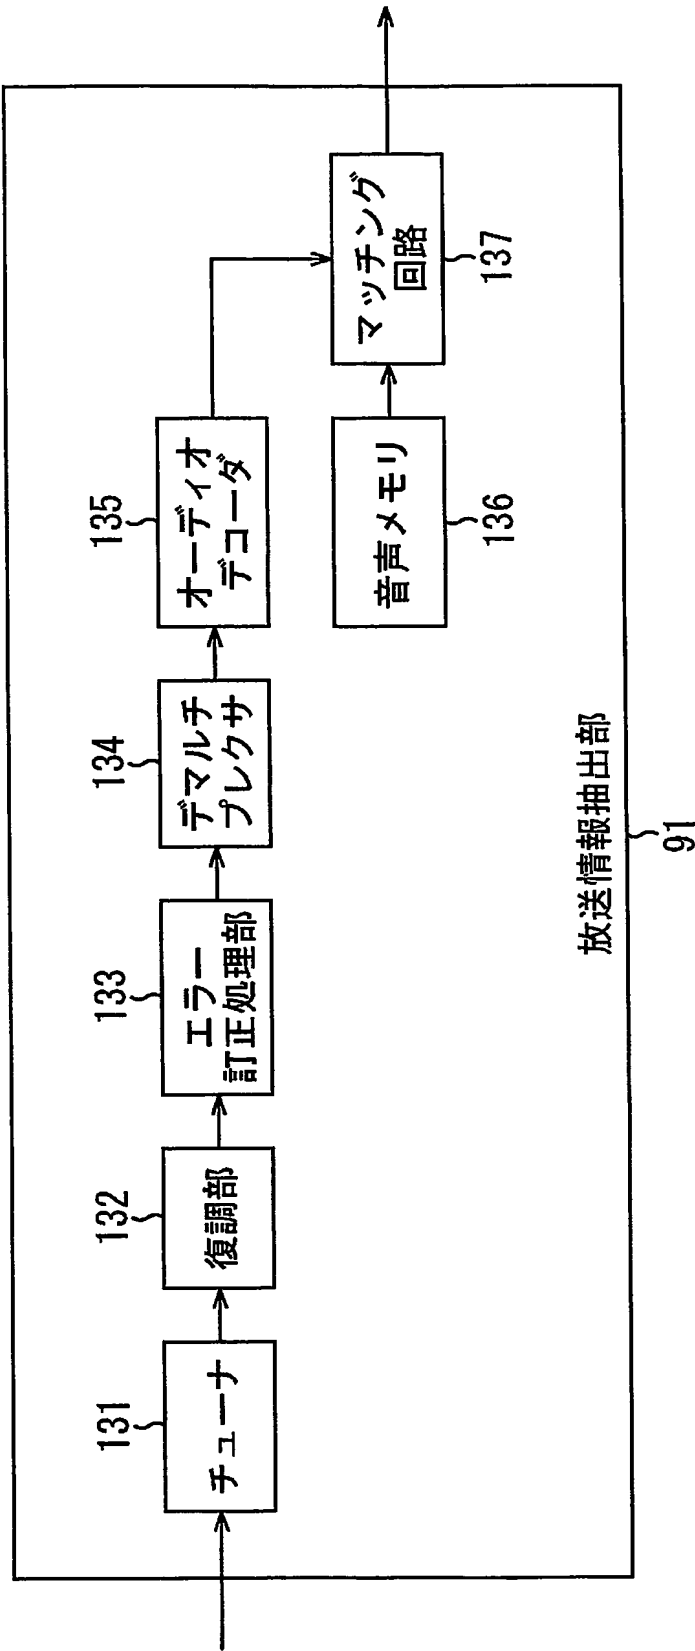 131
チューナ
132
復調部
133
エラー
訂正処理部
134
デマルチ
プレクサ
135
オーディオ
デコーダ
音声メモリ
136
マッチング
回路
137
放送情報抽出部
91